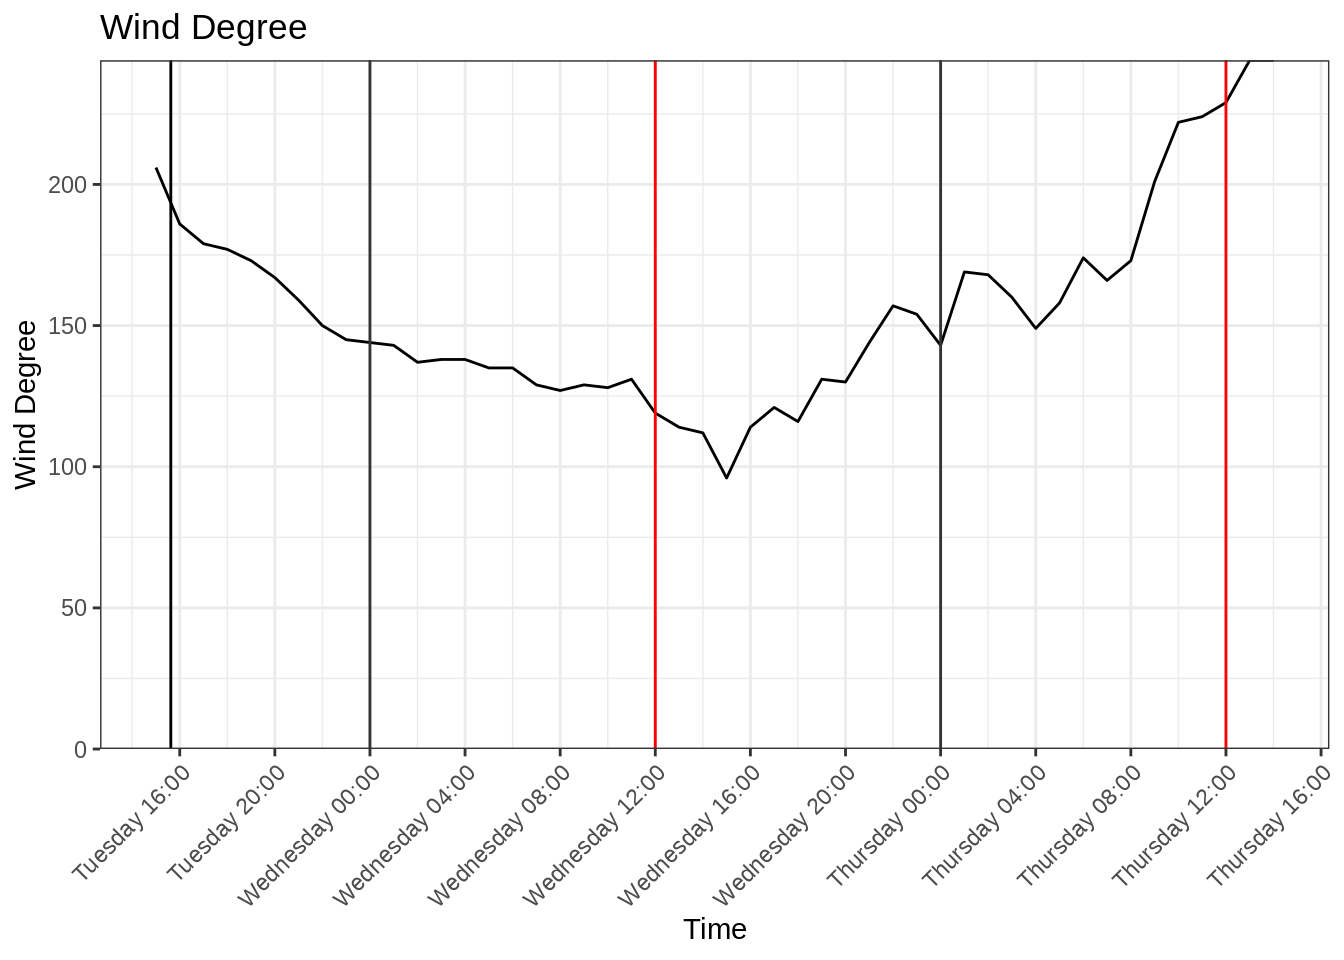 Wind Degree
Wind Degree
200
150
100
50
0
Tuesday 16:00
Tuesday 20:00
Wednesday 00:00
Wednesday 04:00
Wednesday 08:00
Wednesday 12:00
Wednesday 16:00
Wednesday 20:00
Thursday 00:00
Thursday 04:00
Thursday 08:00
Thursday 12:00
Thursday 16:00
Time